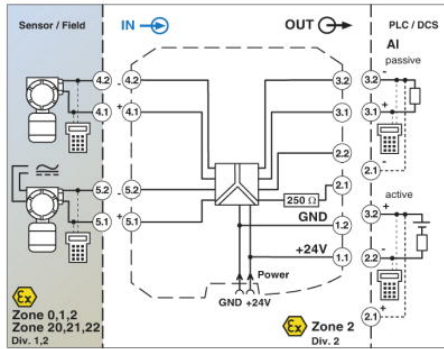 Sensor / Field
IN
OUT
PLC / DCS
AI
passive
4.2
4.2
-
3.2
3.2
-
4.1
+
4.1
3.1
3.1
+
2.2
2.1
5.2
-
5.2
2.1
active
250 Ω
GND
3.2
+
5.1
+
5.1
1.2
+24V
2.2
-
1.1
Power
GND +24V
Ex
Zone 0,1,2
Zone 20,21,22
Div. 1,2
Ex
Zone 2
Div. 2
2.1
+